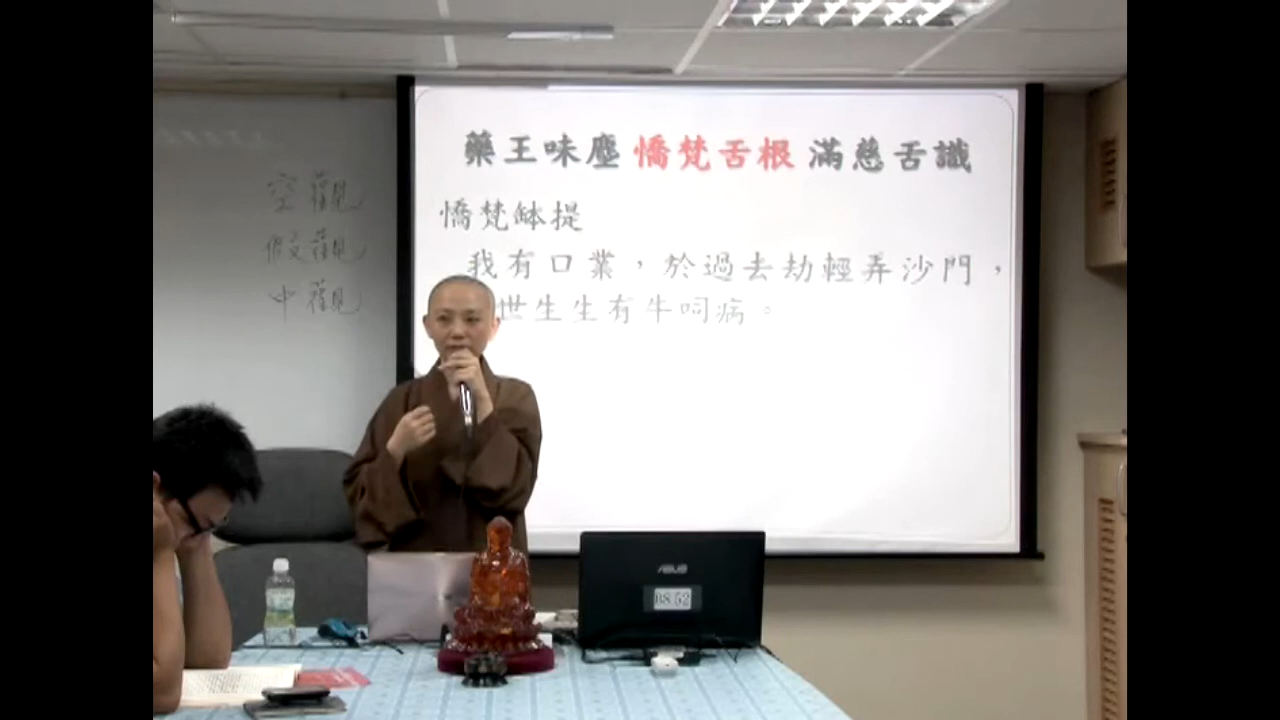 空觀
假觀
中觀
藥王味塵 憍梵舌根 滿慈舌識
憍梵缽提
我有口業，於過去劫輕弄沙門，
世生生有牛呞病。
ASUS
08:52